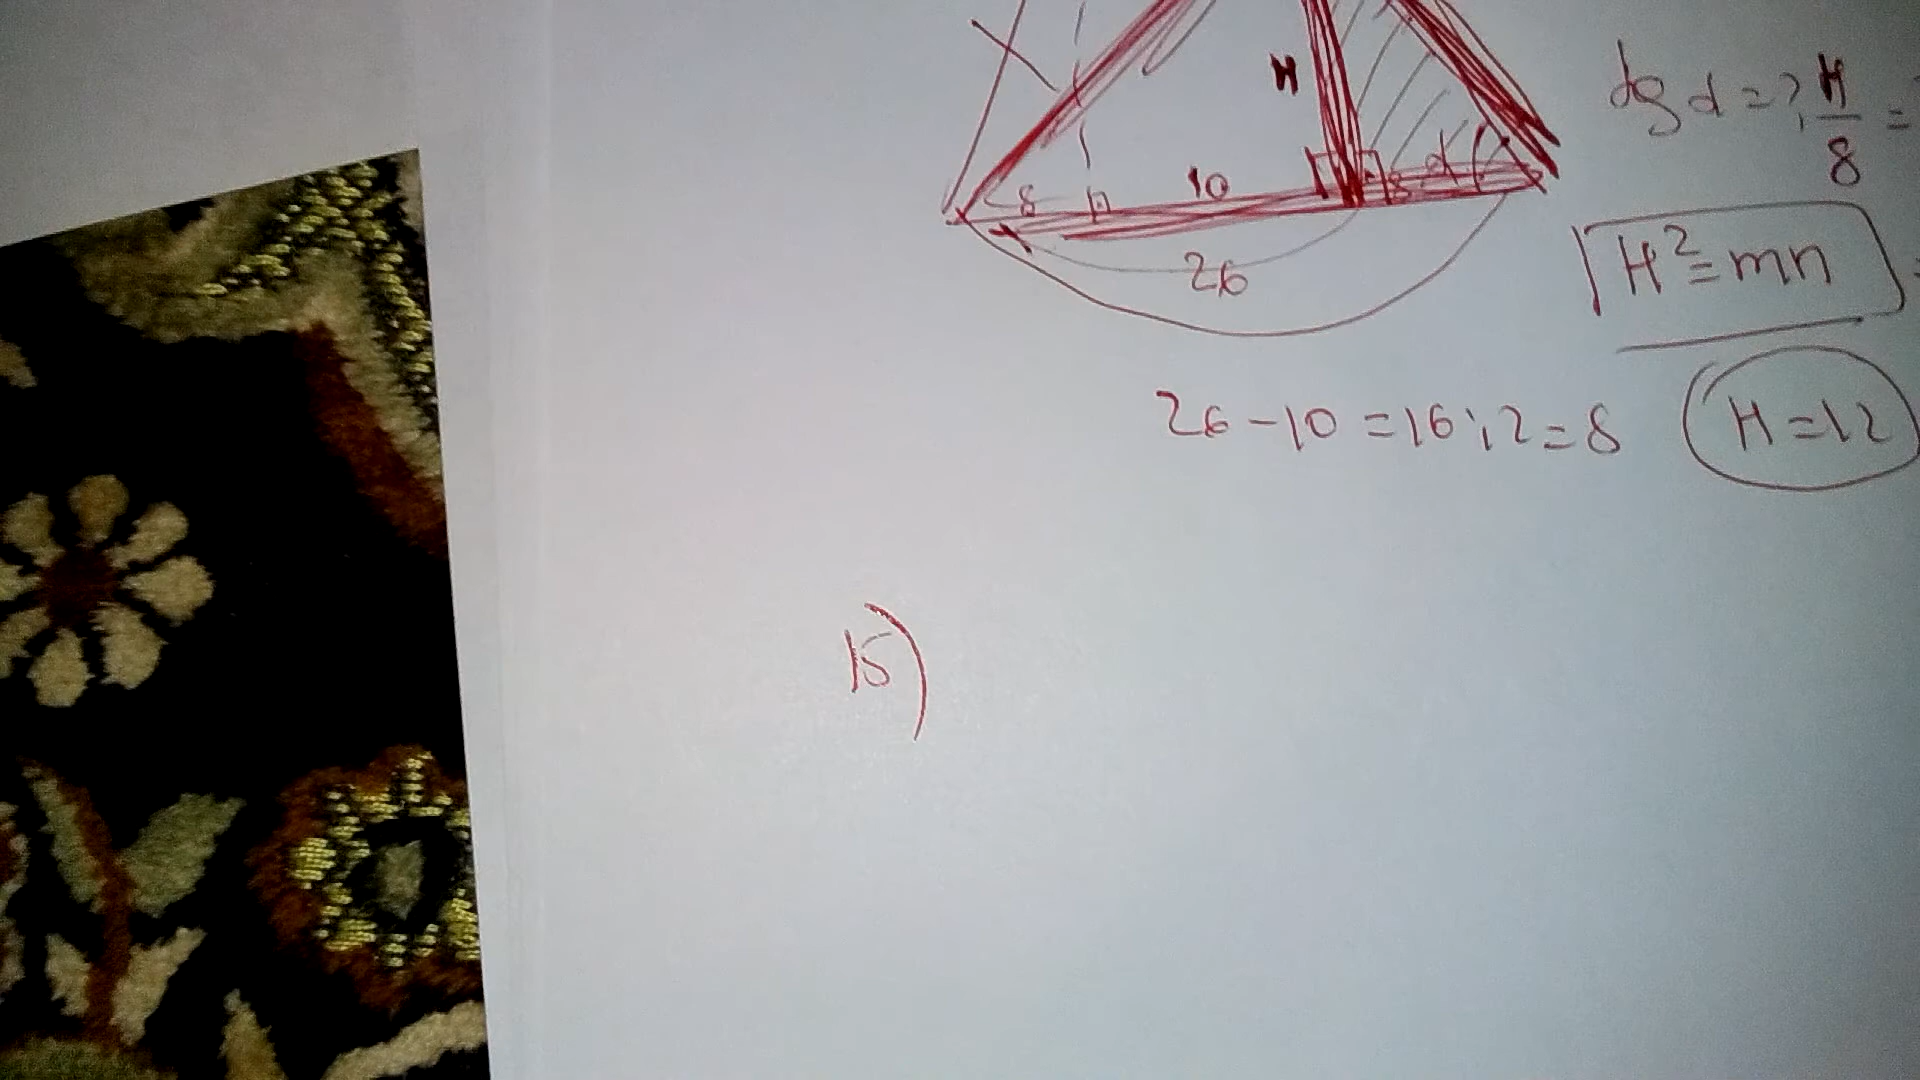 H
tg α = ? H/8 =
8 10 8 α
26
H² = mn =
26 - 10 = 16 : 2 = 8 H = 12
15)